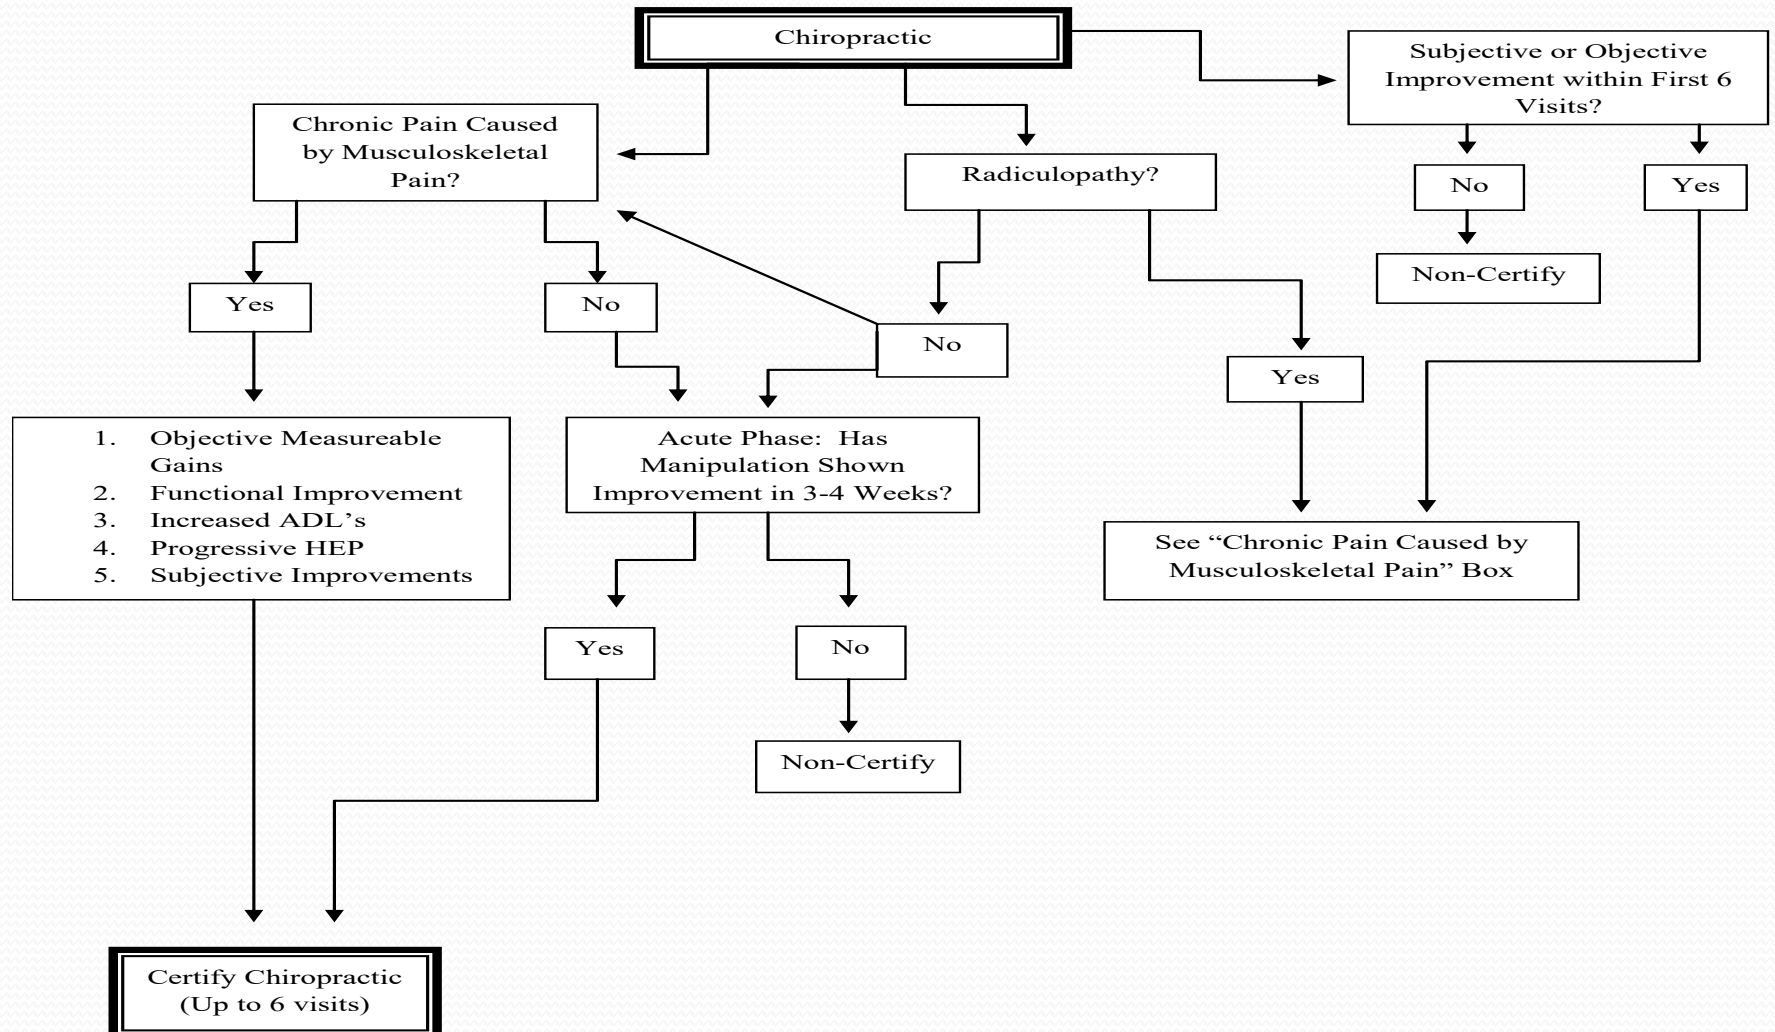 Chiropractic
Subjective or Objective
Improvement within First 6
Visits?
Chronic Pain Caused
by Musculoskeletal
Pain?
Radiculopathy?
No
Yes
Non-Certify
Yes
No
No
Yes
1. Objective Measureable
Gains
2. Functional Improvement
3. Increased ADL’s
4. Progressive HEP
5. Subjective Improvements
Acute Phase: Has
Manipulation Shown
Improvement in 3-4 Weeks?
See “Chronic Pain Caused by
Musculoskeletal Pain” Box
Yes
No
Non-Certify
Certify Chiropractic
(Up to 6 visits)